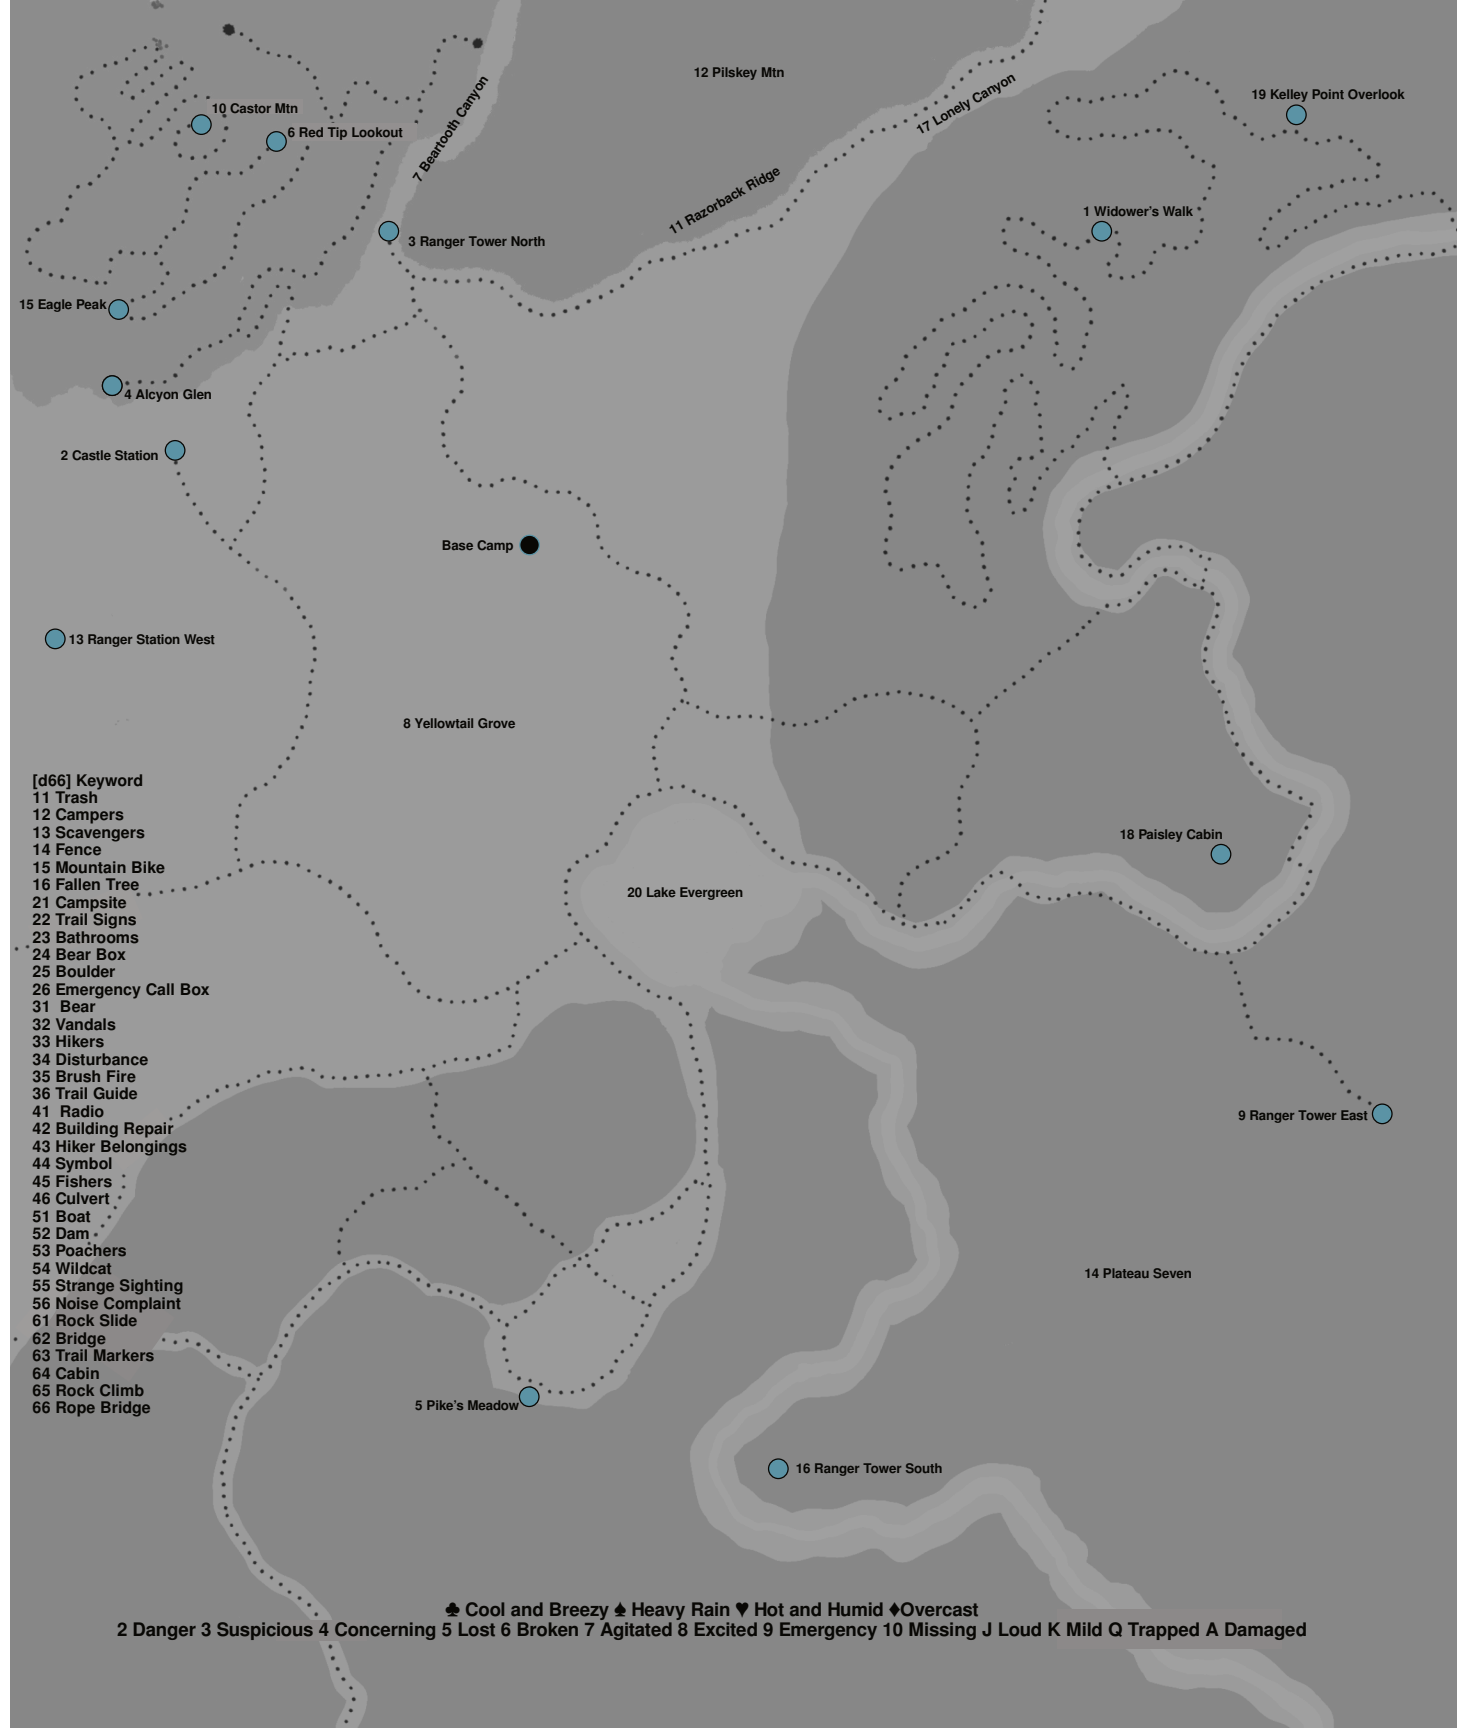 12 Pilskey Mtn
7 Beartooth Canyon
17 Lonely Canyon
19 Kelley Point Overlook
10 Castor Mtn
6 Red Tip Lookout
11 Razorback Ridge
1 Widower's Walk
3 Ranger Tower North
15 Eagle Peak
4 Alcyon Glen
2 Castle Station
Base Camp
13 Ranger Station West
8 Yellowtail Grove
18 Paisley Cabin
20 Lake Evergreen
9 Ranger Tower East
14 Plateau Seven
5 Pike's Meadow
16 Ranger Tower South
[d66] Keyword
11 Trash
12 Campers
13 Scavengers
14 Fence
15 Mountain Bike
16 Fallen Tree
21 Campsite
22 Trail Signs
23 Bathrooms
24 Bear Box
25 Boulder
26 Emergency Call Box
31 Bear
32 Vandals
33 Hikers
34 Disturbance
35 Brush Fire
36 Trail Guide
41 Radio
42 Building Repair
43 Hiker Belongings
44 Symbol
45 Fishers
46 Culvert
51 Boat
52 Dam
53 Poachers
54 Wildcat
55 Strange Sighting
56 Noise Complaint
61 Rock Slide
62 Bridge
63 Trail Markers
64 Cabin
65 Rock Climb
66 Rope Bridge
♣ Cool and Breezy ♠ Heavy Rain ♥ Hot and Humid ♦Overcast
2 Danger 3 Suspicious 4 Concerning 5 Lost 6 Broken 7 Agitated 8 Excited 9 Emergency 10 Missing J Loud K Mild Q Trapped A Damaged